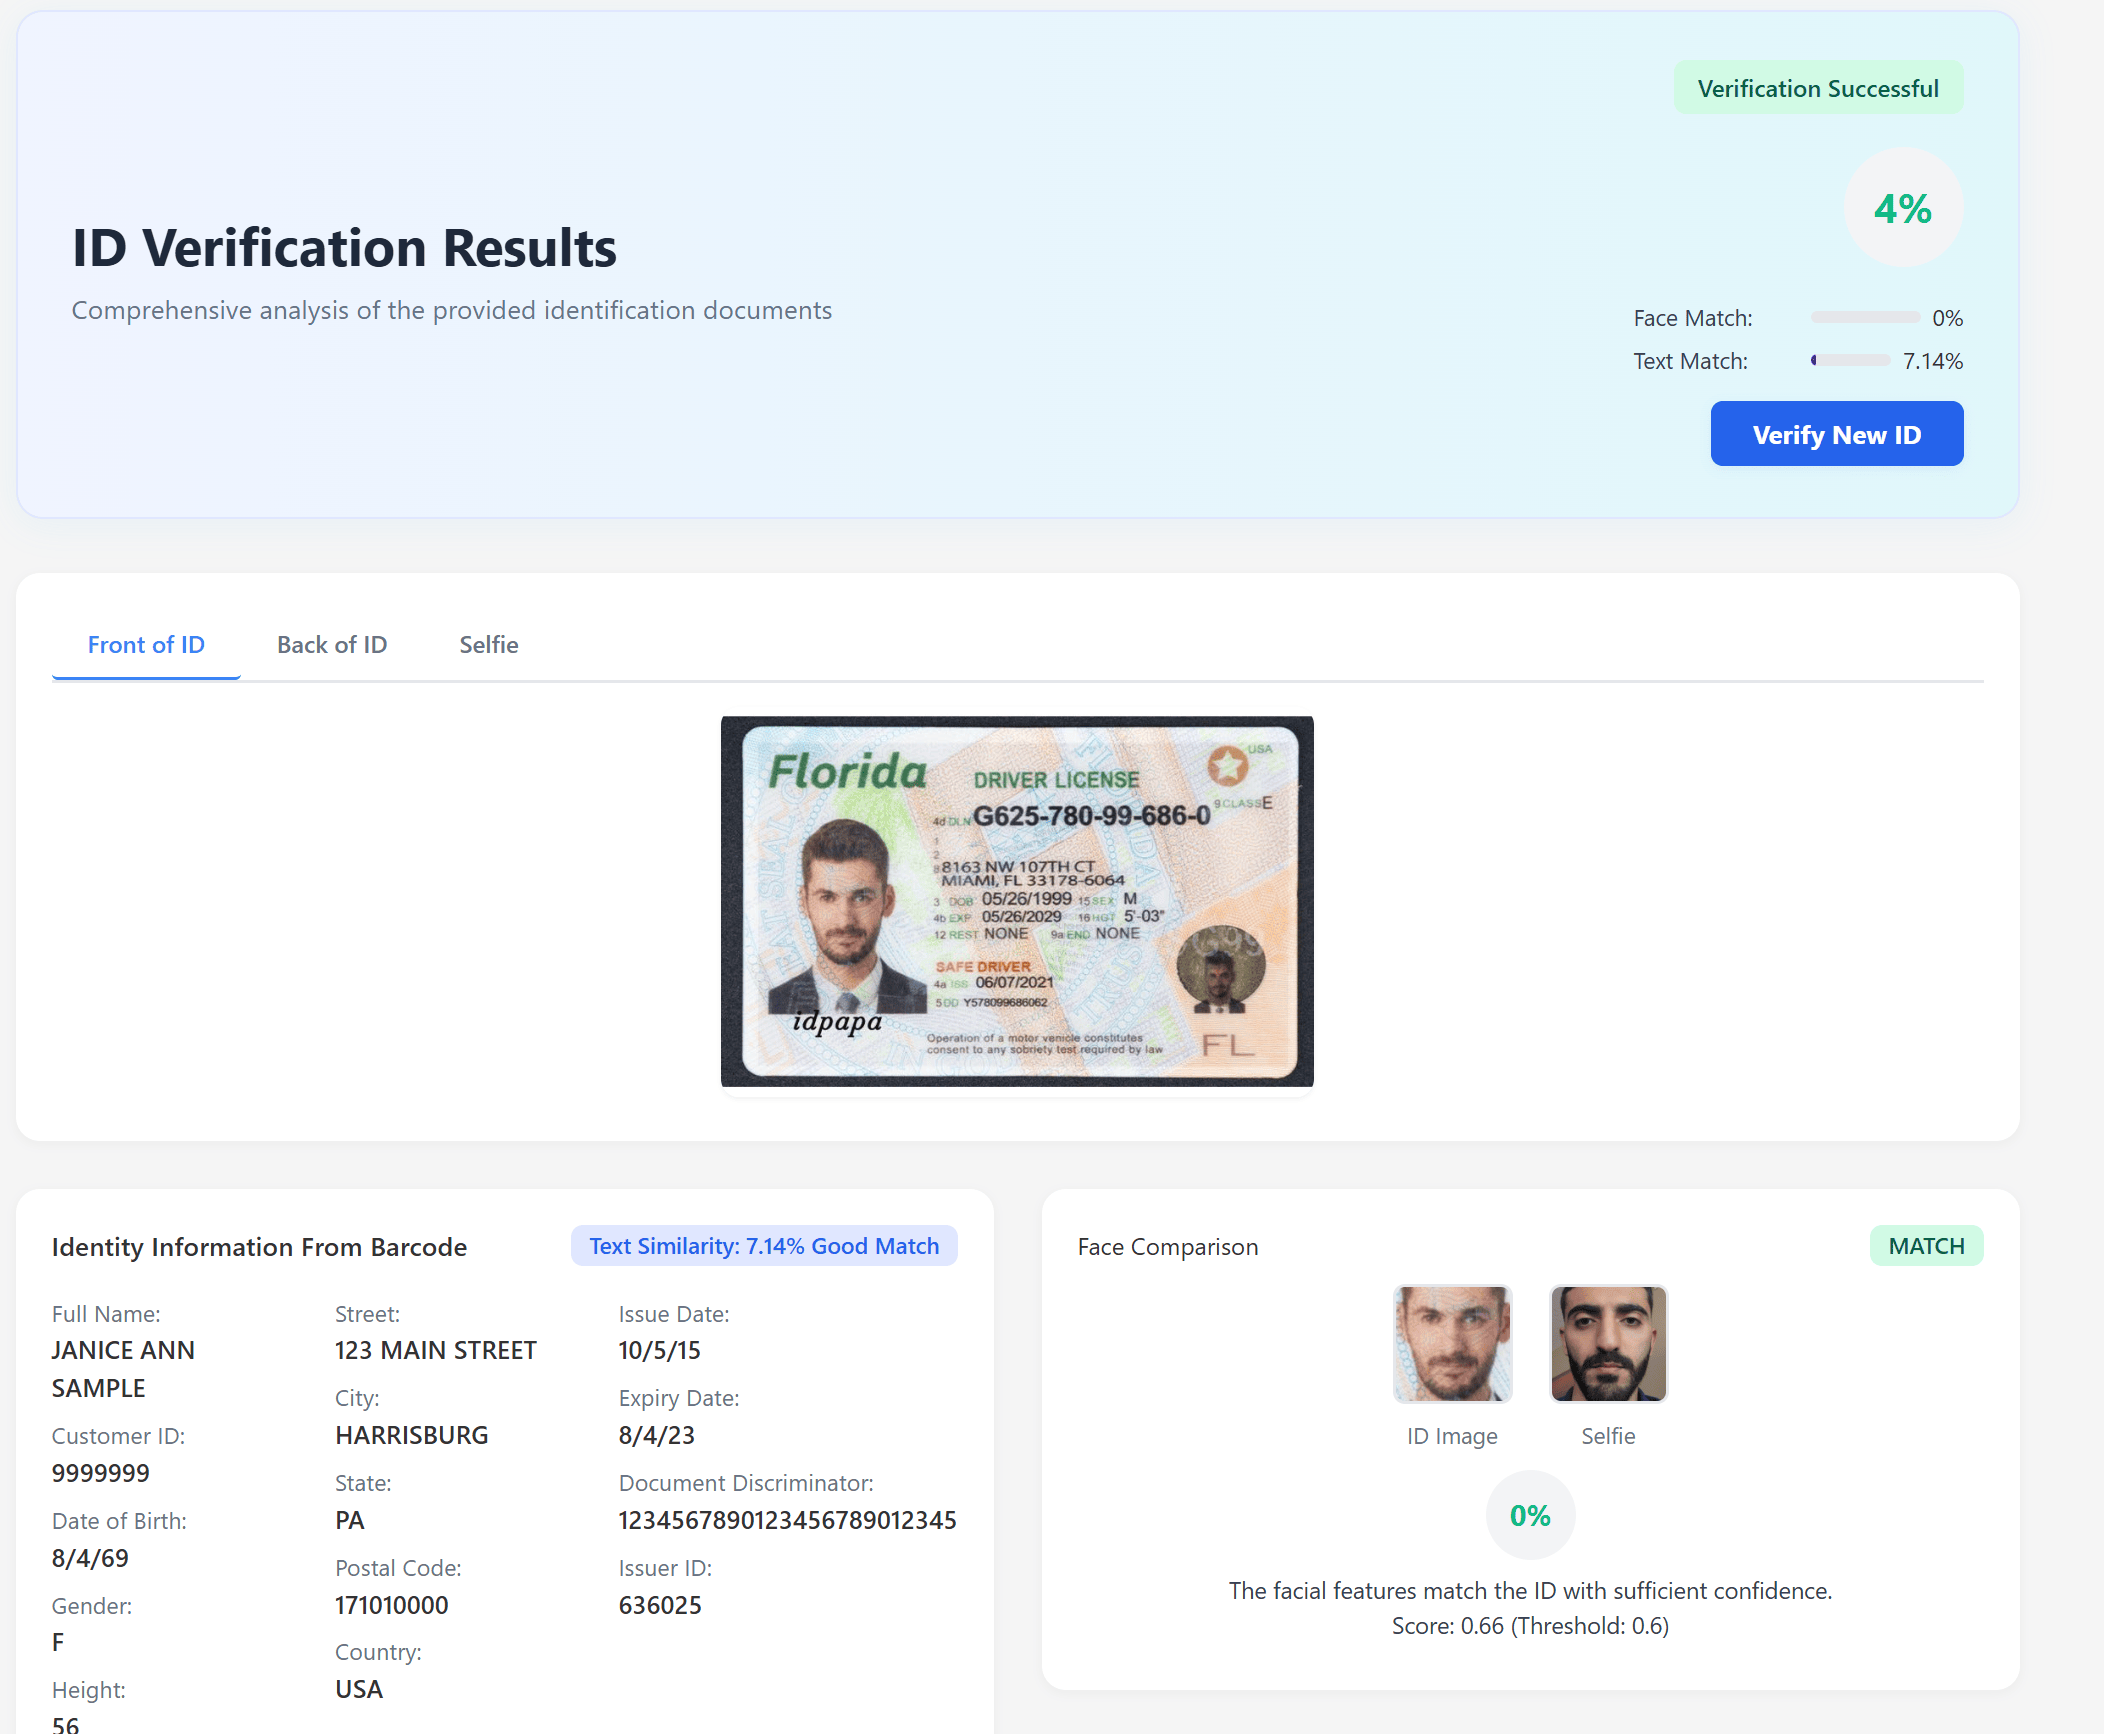 Verification Successful
4%
ID Verification Results
Comprehensive analysis of the provided identification documents
Face Match: 0%
Text Match: 7.14%
Verify New ID
Front of ID Back of ID Selfie
Florida
DRIVER LICENSE
USA
9 CLASS E
4d DLN G625-780-99-686-0
1
2
8 8163 NW 107TH CT
MIAMI, FL 33178-6064
3 DOB 05/26/1999 15 SEX M
4b EXP 05/26/2029 16 HGT 5'-03"
12 REST NONE 9a END NONE
SAFE DRIVER
4a ISS 06/07/2021
5 DD Y578099686062
idpapa
Operation of a motor vehicle constitutes
consent to any sobriety test required by law
FL
Identity Information From Barcode
Text Similarity: 7.14% Good Match
Full Name:
JANICE ANN
SAMPLE
Customer ID:
9999999
Date of Birth:
8/4/69
Gender:
F
Height:
56
Street:
123 MAIN STREET
City:
HARRISBURG
State:
PA
Postal Code:
171010000
Country:
USA
Issue Date:
10/5/15
Expiry Date:
8/4/23
Document Discriminator:
1234567890123456789012345
Issuer ID:
636025
Face Comparison
MATCH
ID Image Selfie
0%
The facial features match the ID with sufficient confidence.
Score: 0.66 (Threshold: 0.6)